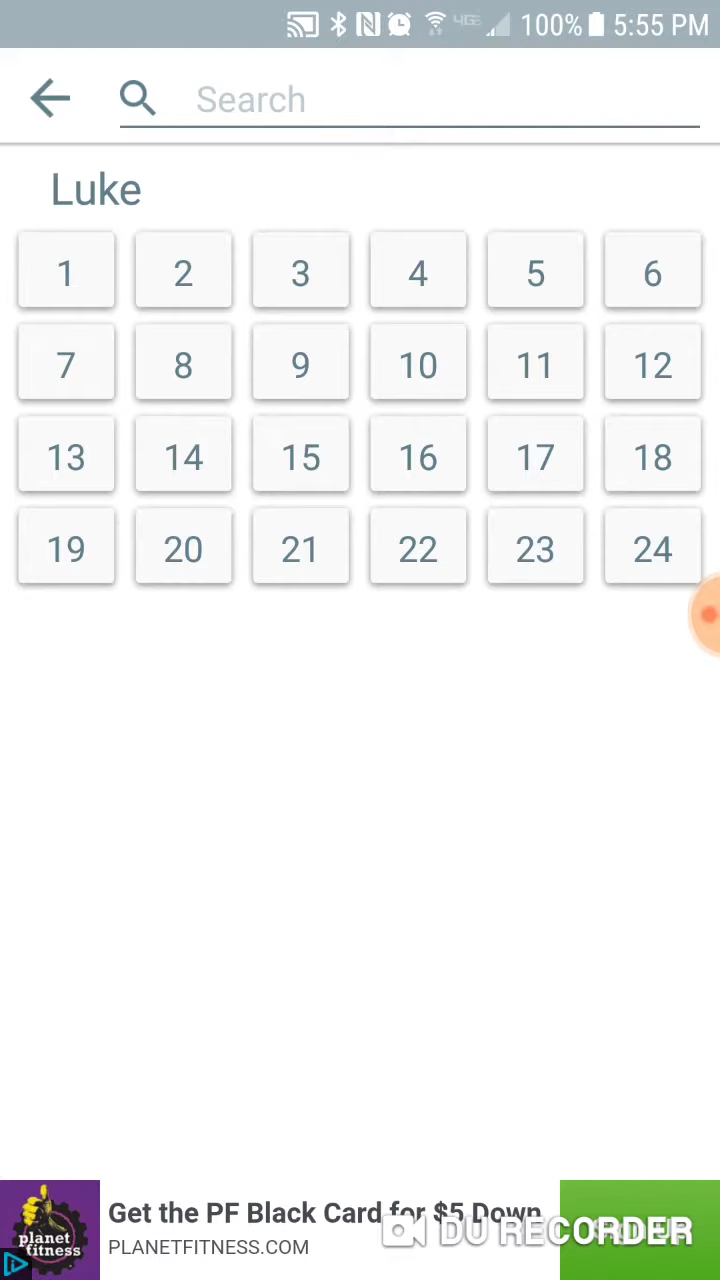 4GE 100% 5:55 PM
Search
Luke
1 2 3 4 5 6
7 8 9 10 11 12
13 14 15 16 17 18
19 20 21 22 23 24
planet
fitness
Get the PF Black Card for $5 Down
PLANETFITNESS.COM
DU RECORDER